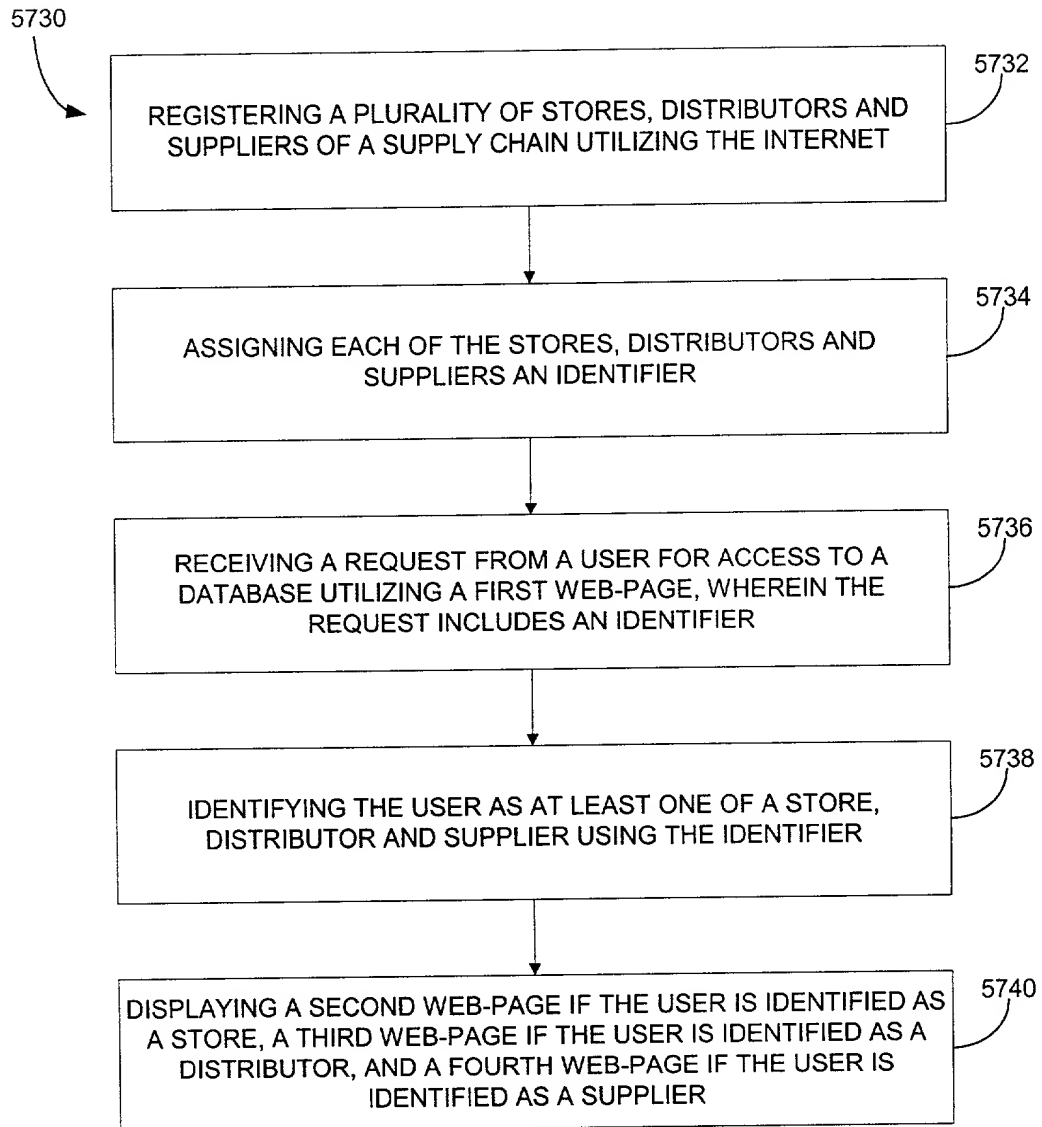 5730
5732
REGISTERING A PLURALITY OF STORES, DISTRIBUTORS AND
SUPPLIERS OF A SUPPLY CHAIN UTILIZING THE INTERNET
5734
ASSIGNING EACH OF THE STORES, DISTRIBUTORS AND
SUPPLIERS AN IDENTIFIER
5736
RECEIVING A REQUEST FROM A USER FOR ACCESS TO A
DATABASE UTILIZING A FIRST WEB-PAGE, WHEREIN THE
REQUEST INCLUDES AN IDENTIFIER
5738
IDENTIFYING THE USER AS AT LEAST ONE OF A STORE,
DISTRIBUTOR AND SUPPLIER USING THE IDENTIFIER
5740
DISPLAYING A SECOND WEB-PAGE IF THE USER IS IDENTIFIED AS
A STORE, A THIRD WEB-PAGE IF THE USER IS IDENTIFIED AS A
DISTRIBUTOR, AND A FOURTH WEB-PAGE IF THE USER IS
IDENTIFIED AS A SUPPLIER